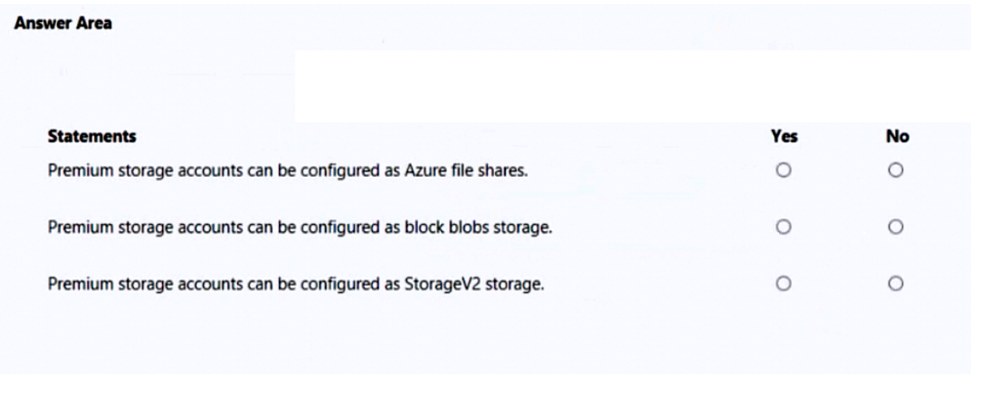 Answer Area
Statements Yes No
Premium storage accounts can be configured as Azure file shares.
Premium storage accounts can be configured as block blobs storage.
Premium storage accounts can be configured as StorageV2 storage.